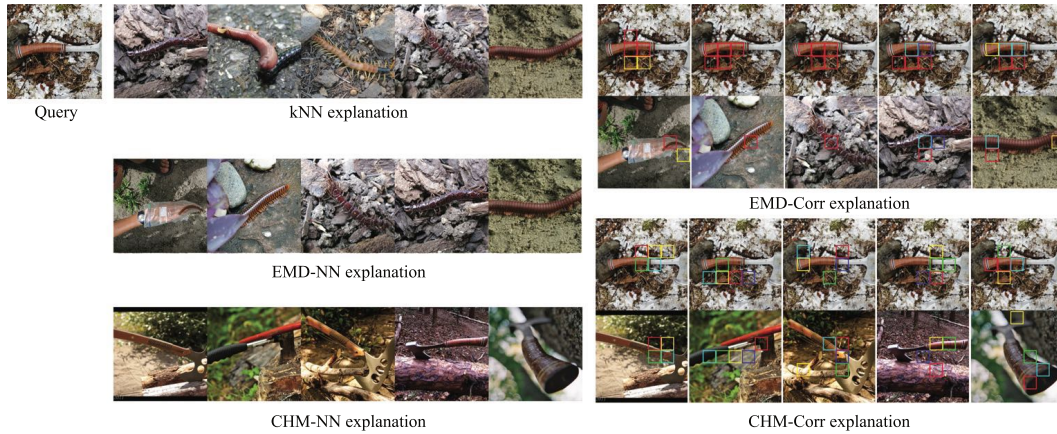 Query
kNN explanation
EMD-NN explanation
CHM-NN explanation
EMD-Corr explanation
CHM-Corr explanation